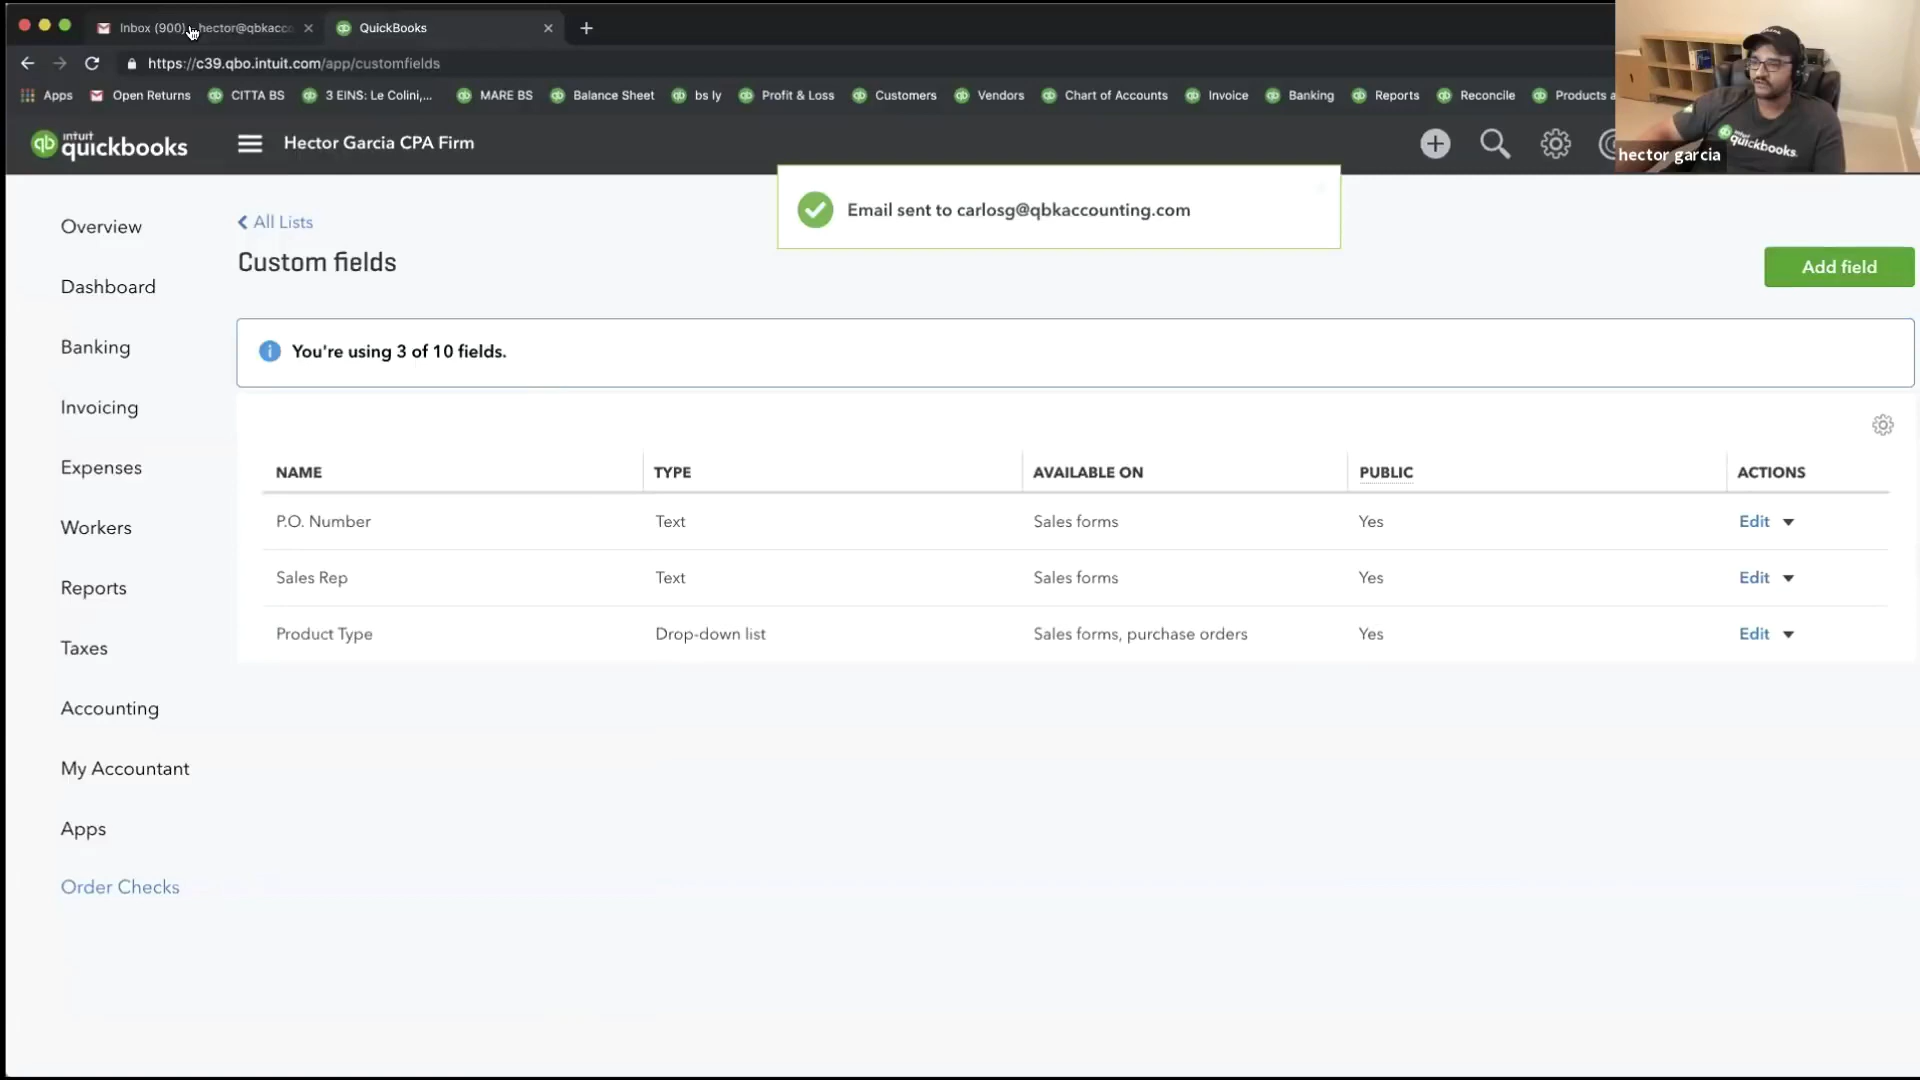 Inbox (900) hector@qbkacco
QuickBooks
https://c39.qbo.intuit.com/app/customfields
Apps
Open Returns
CITTA BS
3 EINS: Le Colini,...
MARE BS
Balance Sheet
bs ly
Profit & Loss
Customers
Vendors
Chart of Accounts
Invoice
Banking
Reports
Reconcile
Products a
qb intuit quickbooks
Hector Garcia CPA Firm
intuit quickbooks.
hector garcia
Email sent to carlosg@qbkaccounting.com
Overview
Dashboard
Banking
Invoicing
Expenses
Workers
Reports
Taxes
Accounting
My Accountant
Apps
Order Checks
All Lists
Custom fields
Add field
You're using 3 of 10 fields.
NAME TYPE AVAILABLE ON PUBLIC ACTIONS
P.O. Number Text Sales forms Yes Edit
Sales Rep Text Sales forms Yes Edit
Product Type Drop-down list Sales forms, purchase orders Yes Edit